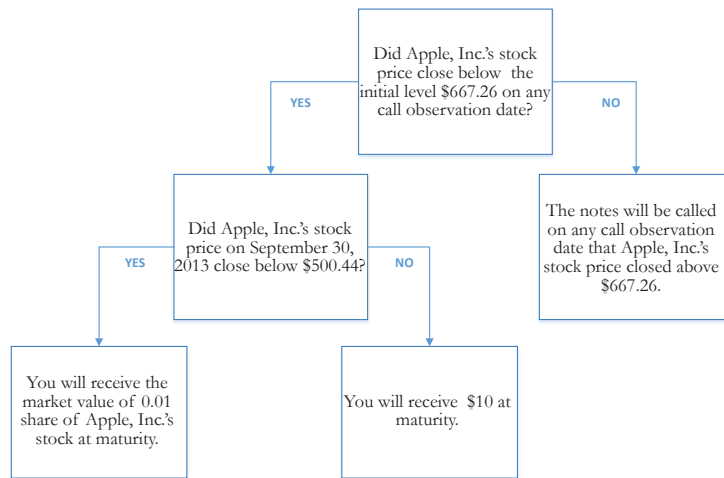 Did Apple, Inc.'s stock
price close below the
initial level $667.26 on any
call observation date?
YES
NO
Did Apple, Inc.'s stock
price on September 30,
2013 close below $500.44?
The notes will be called
on any call observation
date that Apple, Inc.'s
stock price closed above
$667.26.
YES
NO
You will receive the
market value of 0.01
share of Apple, Inc.'s
stock at maturity.
You will receive $10 at
maturity.